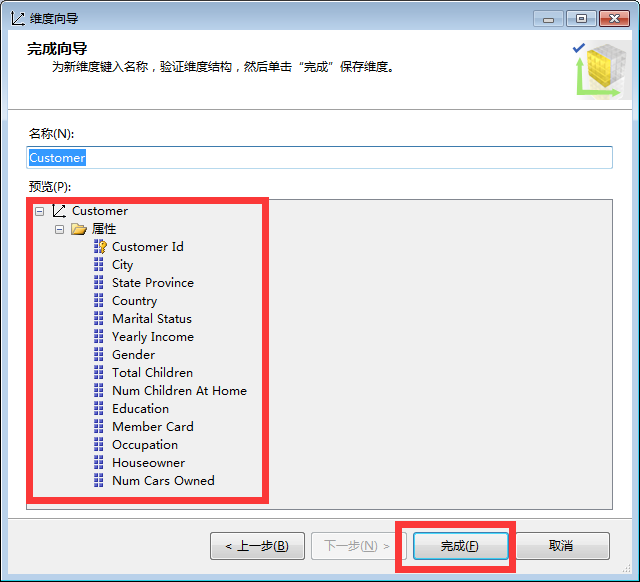 维度向导
完成向导
为新维度键入名称，验证维度结构，然后单击“完成”保存维度。
名称(N):
Customer
预览(P):
Customer
属性
Customer Id
City
State Province
Country
Marital Status
Yearly Income
Gender
Total Children
Num Children At Home
Education
Member Card
Occupation
Houseowner
Num Cars Owned
< 上一步(B) 下一步(N) > 完成(F) 取消